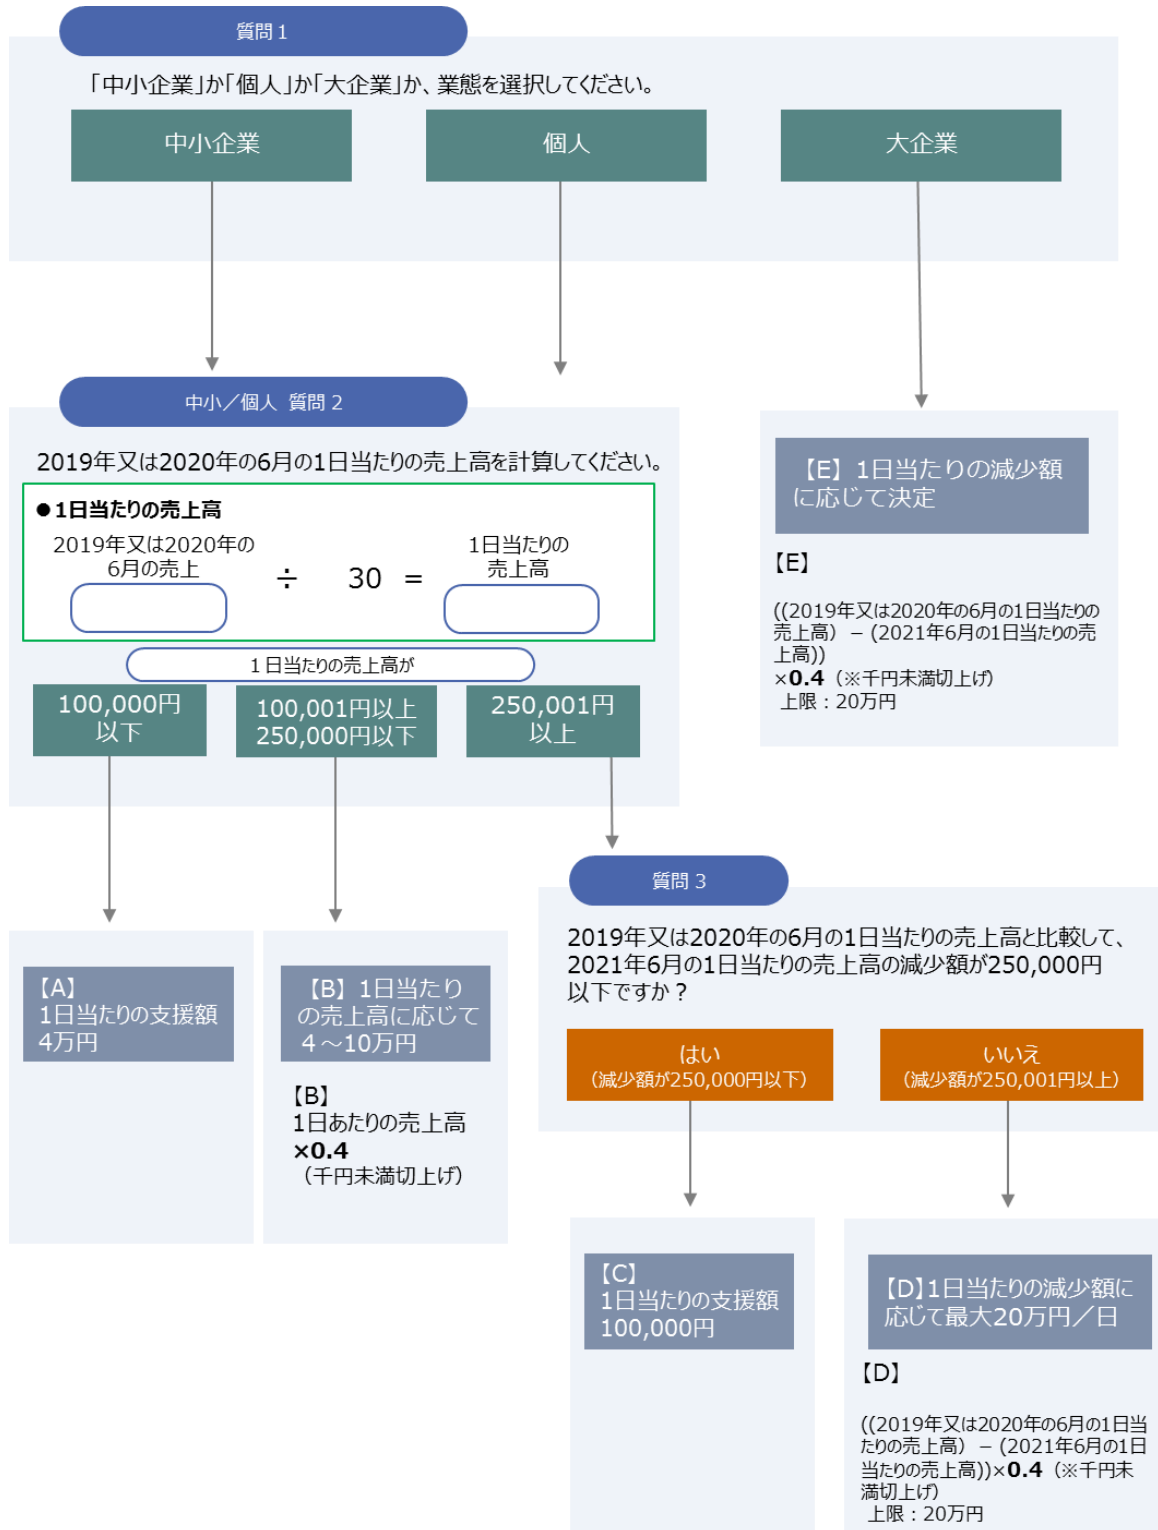 質問１
「中小企業」か「個人」か「大企業」か、業態を選択してください。
中小企業
個人
大企業
中小／個人 質問２
2019年又は2020年の6月の1日当たりの売上高を計算してください。
●1日当たりの売上高
2019年又は2020年の
6月の売上
÷ 30 =
1日当たりの
売上高
１日当たりの売上高が
100,000円
以下
100,001円以上
250,000円以下
250,001円
以上
【E】1日当たりの減少額
に応じて決定
【E】
((2019年又は2020年の6月の1日当たりの
売上高）－（2021年6月の1日当たりの売
上高))
×0.4（※千円未満切上げ）
上限：20万円
質問３
2019年又は2020年の6月の1日当たりの売上高と比較して、
2021年6月の1日当たりの売上高の減少額が250,000円
以下ですか？
はい
（減少額が250,000円以下）
いいえ
（減少額が250,001円以上）
【A】
1日当たりの支援額
4万円
【B】1日当たり
の売上高に応じて
４～10万円
【B】
1日あたりの売上高
×0.4
（千円未満切上げ）
【C】
1日当たりの支援額
100,000円
【D】1日当たりの減少額に
応じて最大20万円／日
【D】
((2019年又は2020年の6月の1日当
たりの売上高）－（2021年6月の1日
当たりの売上高))×0.4（※千円未
満切上げ）
上限：20万円